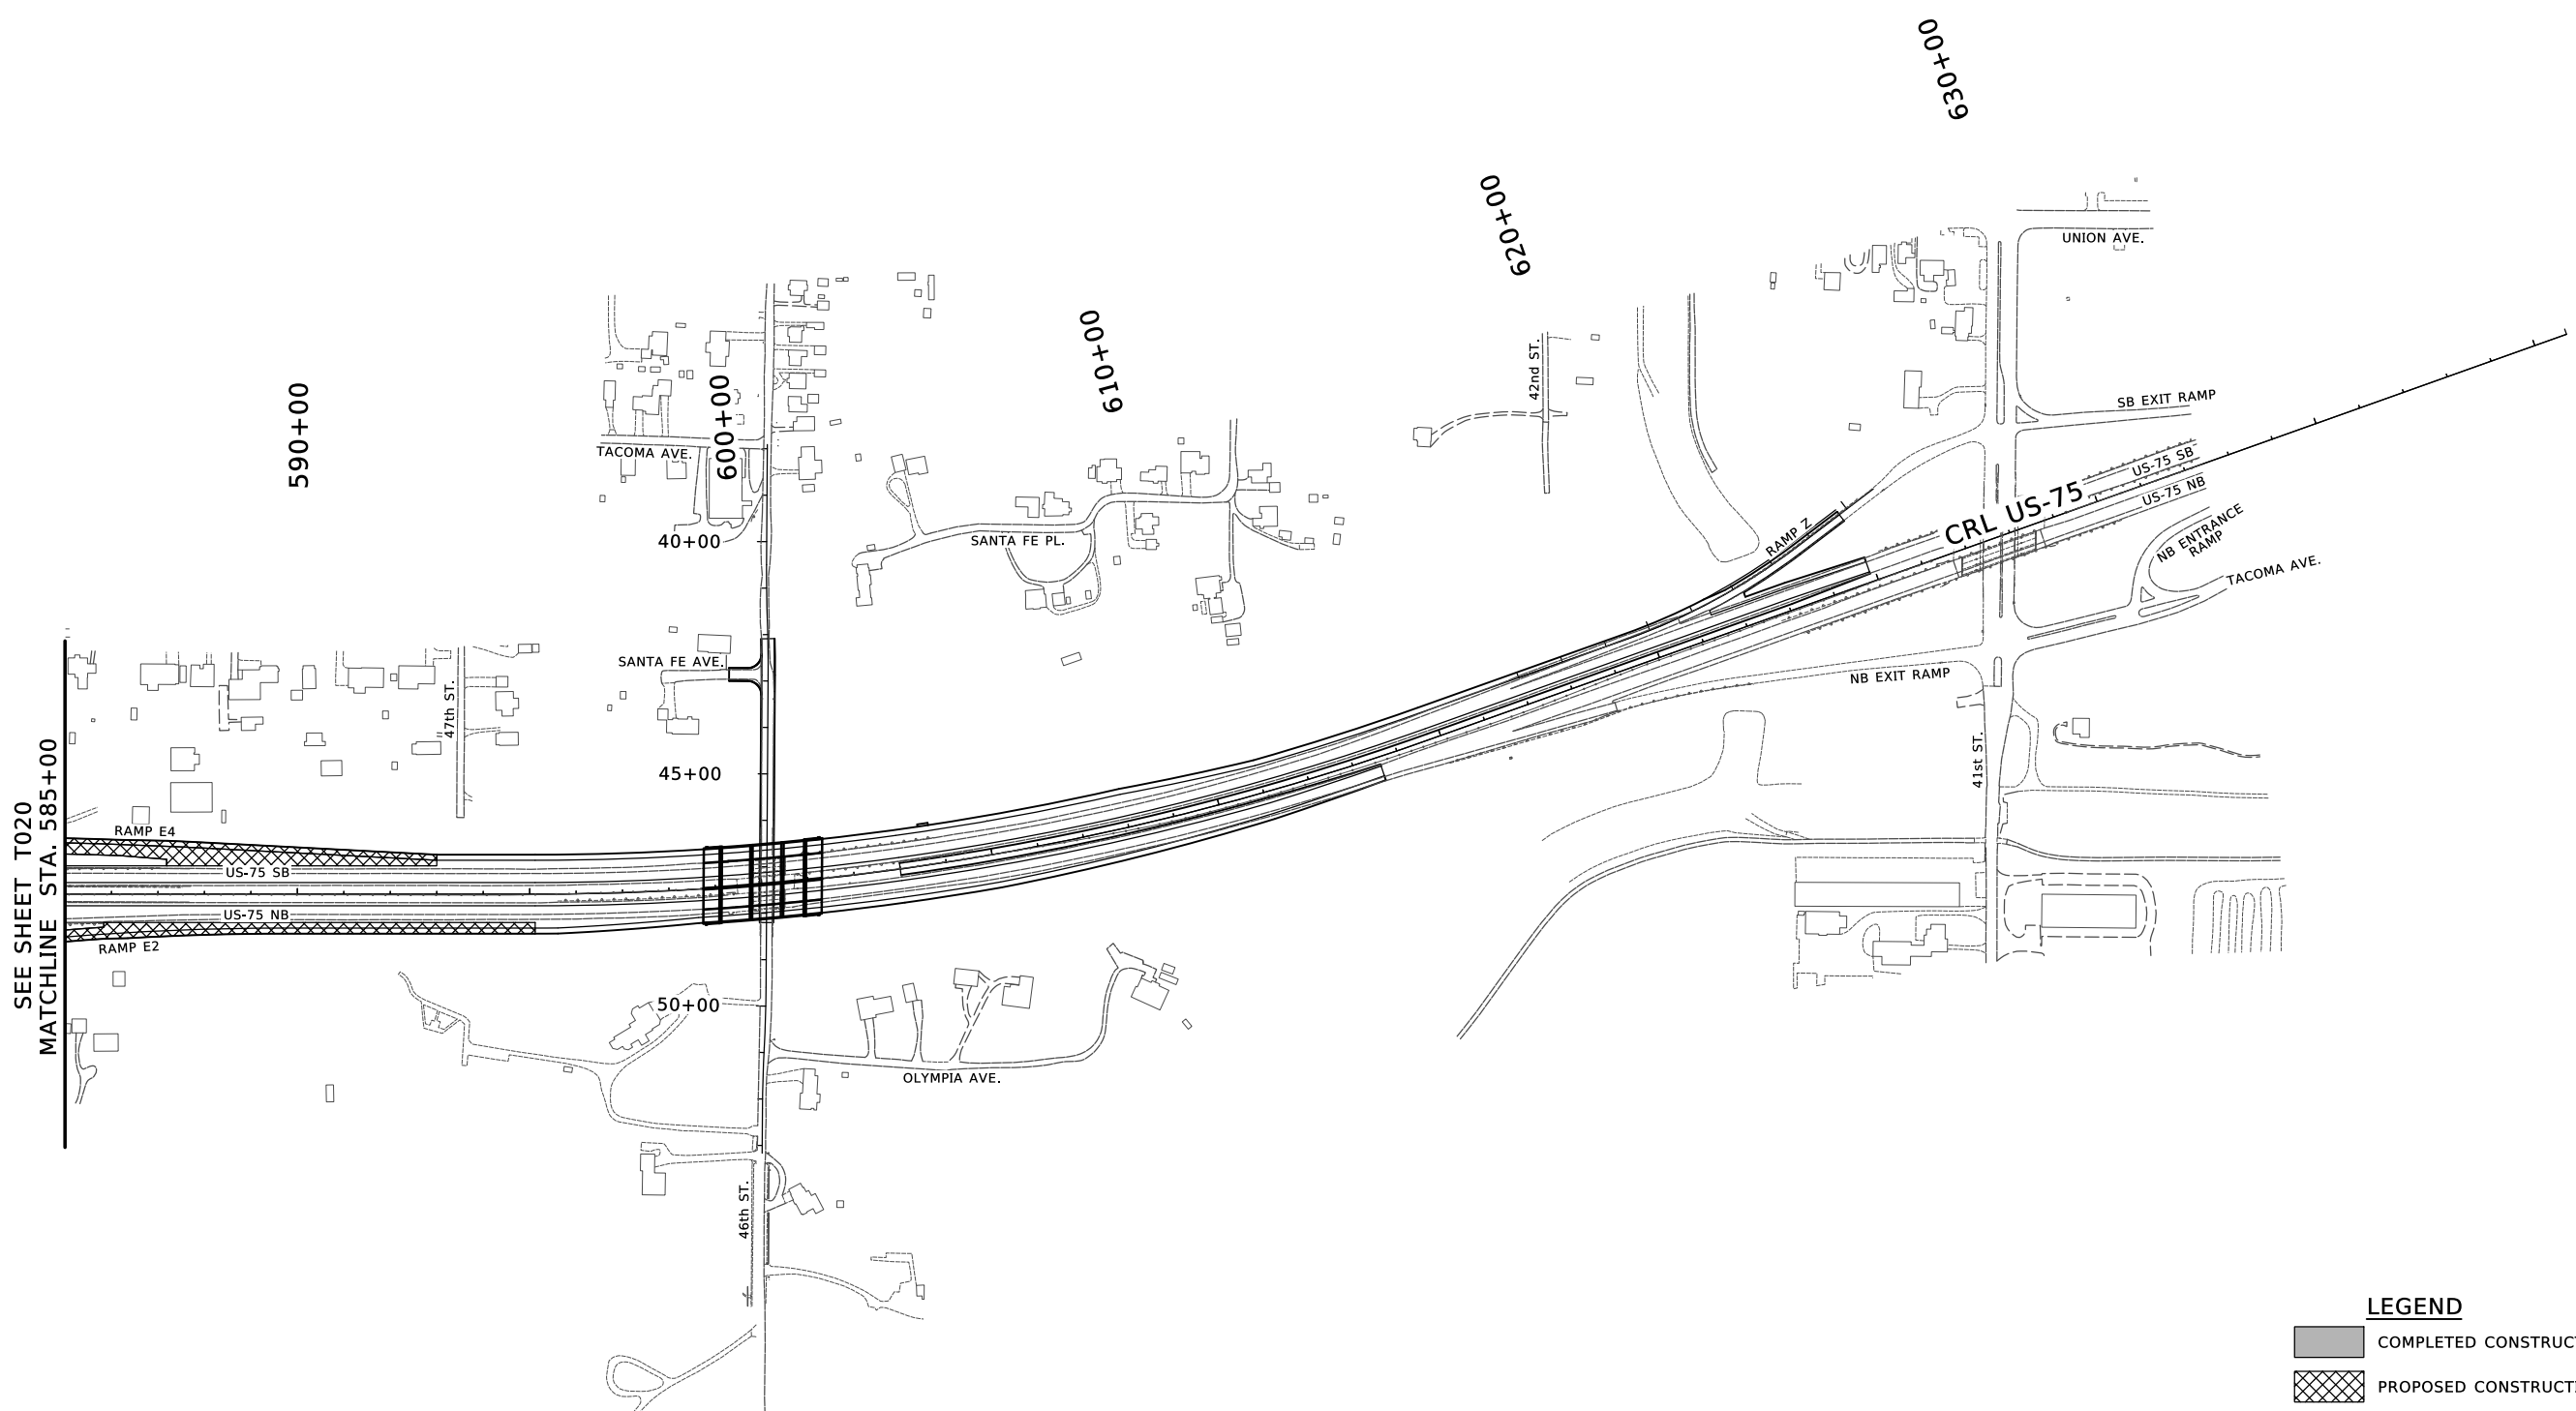 630+00
620+00
610+00
600+00
590+00
UNION AVE.
42nd ST.
SB EXIT RAMP
TACOMA AVE.
US-75 SB
US-75 NB
CRL US-75
NB ENTRANCE
RAMP
TACOMA AVE.
RAMP Z
40+00
SANTA FE PL.
SANTA FE AVE.
NB EXIT RAMP
47th ST.
41st ST.
45+00
SEE SHEET T020
MATCHLINE STA. 585+00
RAMP E4
US-75 SB
US-75 NB
RAMP E2
50+00
OLYMPIA AVE.
46th ST.
LEGEND
COMPLETED
PROPOSED